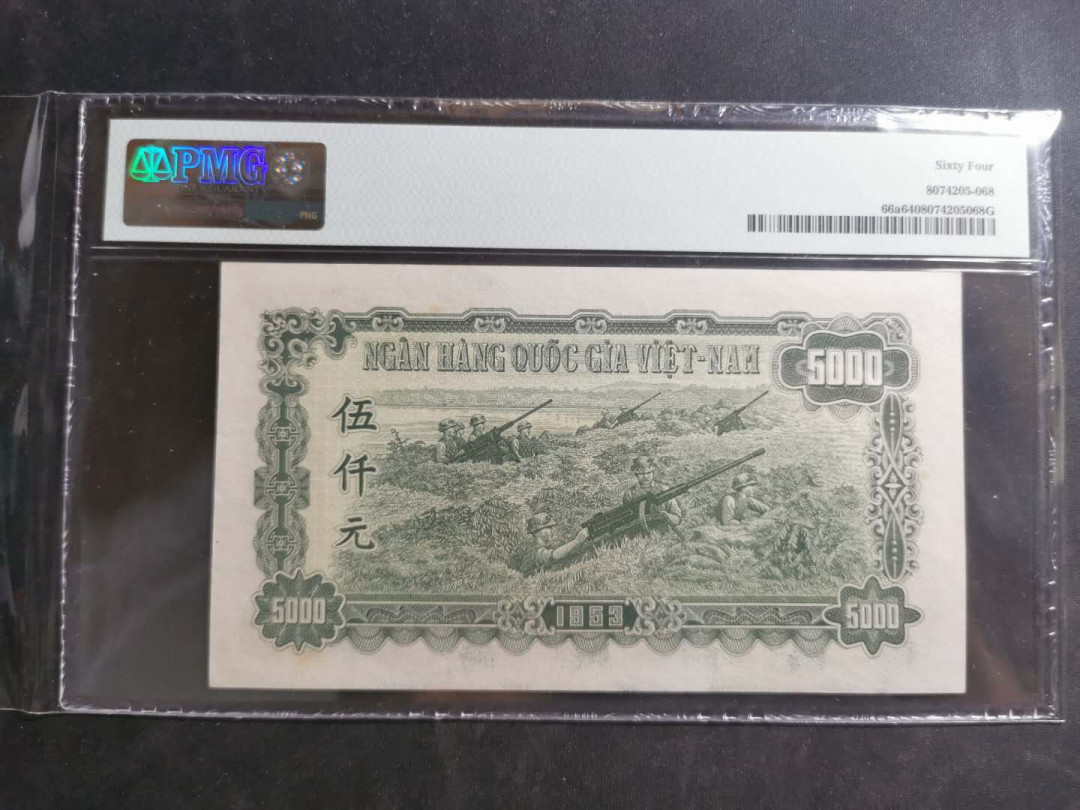 PMG
PMG
Sixty Four
8074205-068
66a6408074205068G
NGÂN HÀNG QUỐC GIA VIỆT-NAM
5000
伍仟元
5000
1953
5000